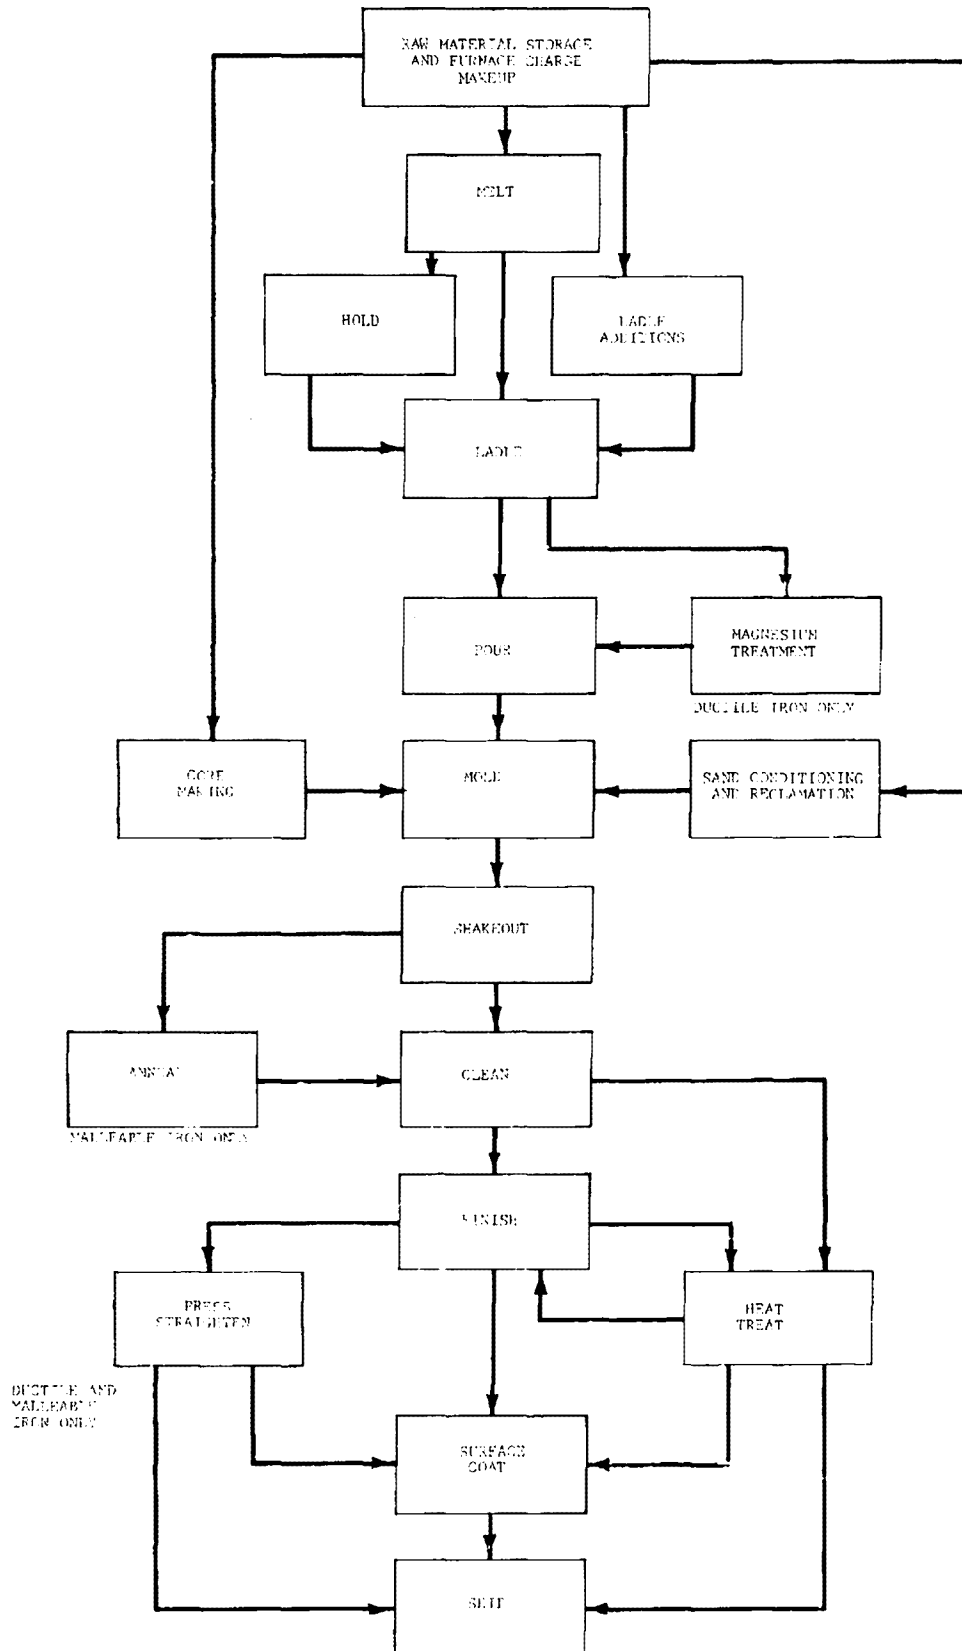 RAW MATERIAL STORAGE
AND FURNACE CHARGE
MAKEUP
MELT
HOLD
LADLE
ADDITIONS
LADLE
POUR
MAGNESIUM
TREATMENT
DUCTILE IRON ONLY
CORE
MAKING
MOLD
SAND CONDITIONING
AND RECLAMATION
SHAKEOUT
ANNUAL
CLEAN
MALLEABLE IRON ONLY
FINISH
PRESS
STRAIGHTEN
HEAT
TREAT
DUCTILE AND
MALLEABLE
IRON ONLY
SURFACE
COAT